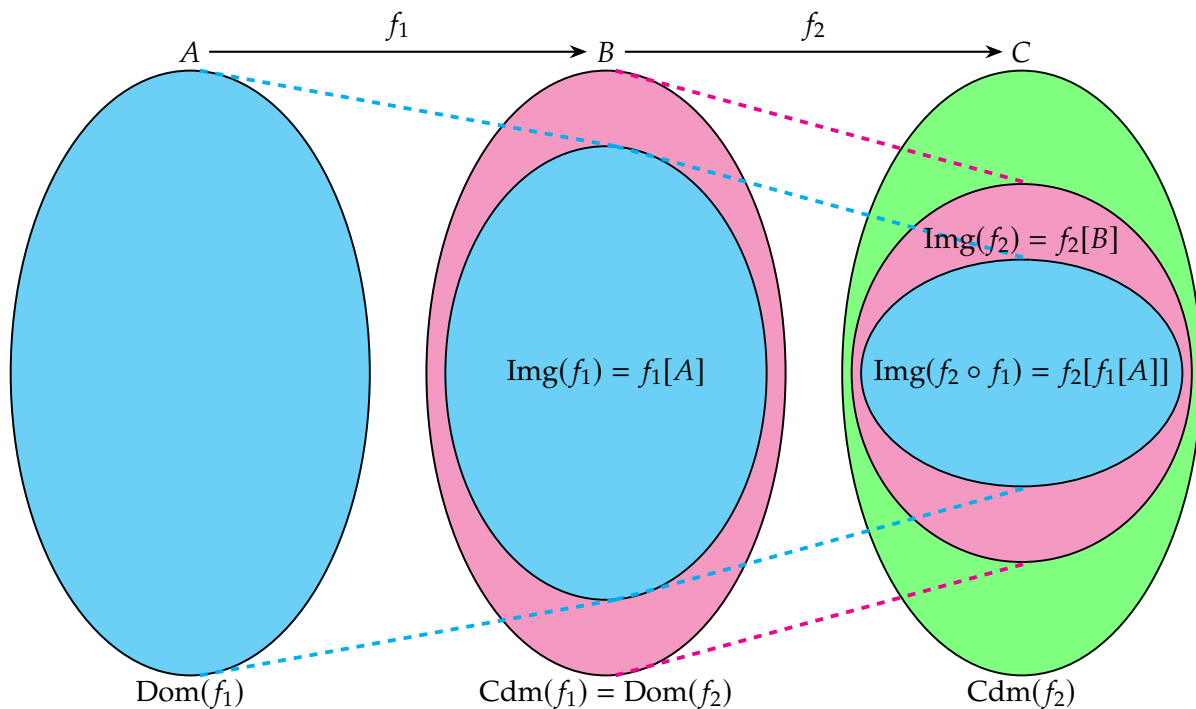 f₁ f₂
A B C
Img(f₂) = f₂[B]
Img(f₁) = f₁[A] Img(f₂ ∘ f₁) = f₂[f₁[A]]
Dom(f₁) Cdm(f₁) = Dom(f₂) Cdm(f₂)